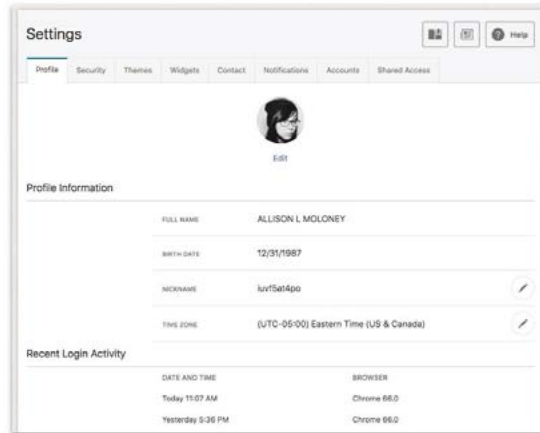 Settings
Help
Profile Security Themes Widgets Contact Notifications Accounts Shared Access
Edit
Profile Information
FULL NAME ALLISON L MOLONEY
BIRTH DATE 12/31/1987
NICKNAME iuvf5at4po
TIME ZONE (UTC-05:00) Eastern Time (US & Canada)
Recent Login Activity
DATE AND TIME BROWSER
Today 11:07 AM Chrome 66.0
Yesterday 5:36 PM Chrome 66.0